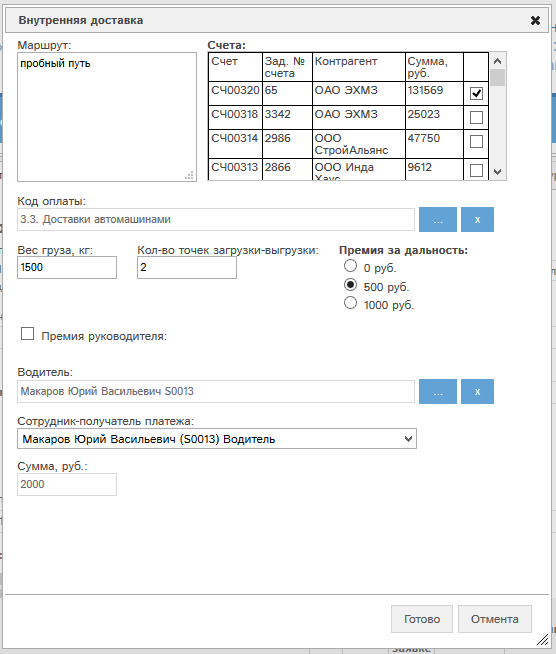 Внутренняя доставка
Маршрут:
пробный путь
Счета:
Счет Зад. № счета Контрагент Сумма, руб.
СЧ00320 65 ОАО ЭХМЗ 131569
СЧ00318 3342 ОАО ЭХМЗ 25023
СЧ00314 2986 ООО СтройАльянс 47750
СЧ00313 2866 ООО Инда Хаус 9612
Код оплаты:
3.3. Доставки автомашинами ... x
Вес груза, кг: Кол-во точек загрузки-выгрузки: Премия за дальность:
1500 2
0 руб.
500 руб.
1000 руб.
Премия руководителя:
Водитель:
Макаров Юрий Васильевич S0013 ... x
Сотрудник-получатель платежа:
Макаров Юрий Васильевич (S0013) Водитель
Сумма, руб.:
2000
Готово Отмента
заявке